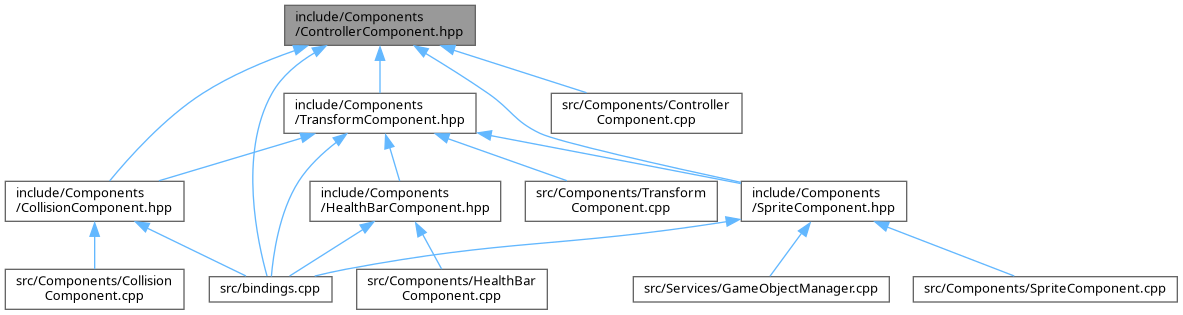 include/Components
/ControllerComponent.hpp
include/Components
/TransformComponent.hpp
src/Components/Controller
Component.cpp
include/Components
/CollisionComponent.hpp
include/Components
/HealthBarComponent.hpp
src/Components/Transform
Component.cpp
include/Components
/SpriteComponent.hpp
src/Components/Collision
Component.cpp
src/bindings.cpp
src/Components/HealthBar
Component.cpp
src/Services/GameObjectManager.cpp
src/Components/SpriteComponent.cpp